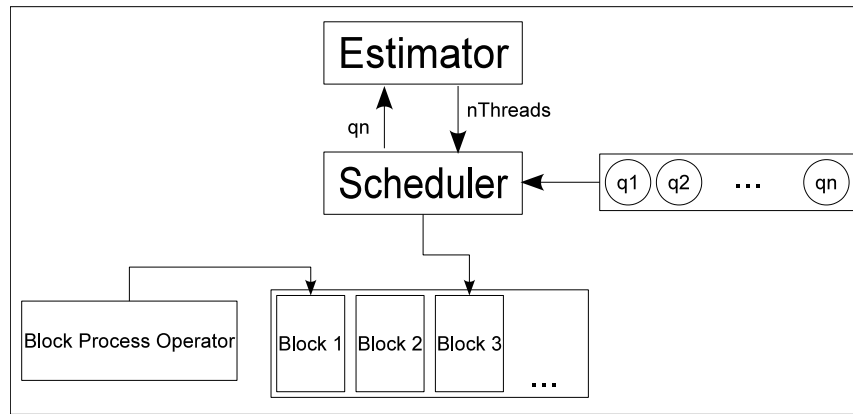 Estimator
qn
nThreads
Scheduler
q1 q2 ... qn
Block Process Operator
Block 1 Block 2 Block 3 ...